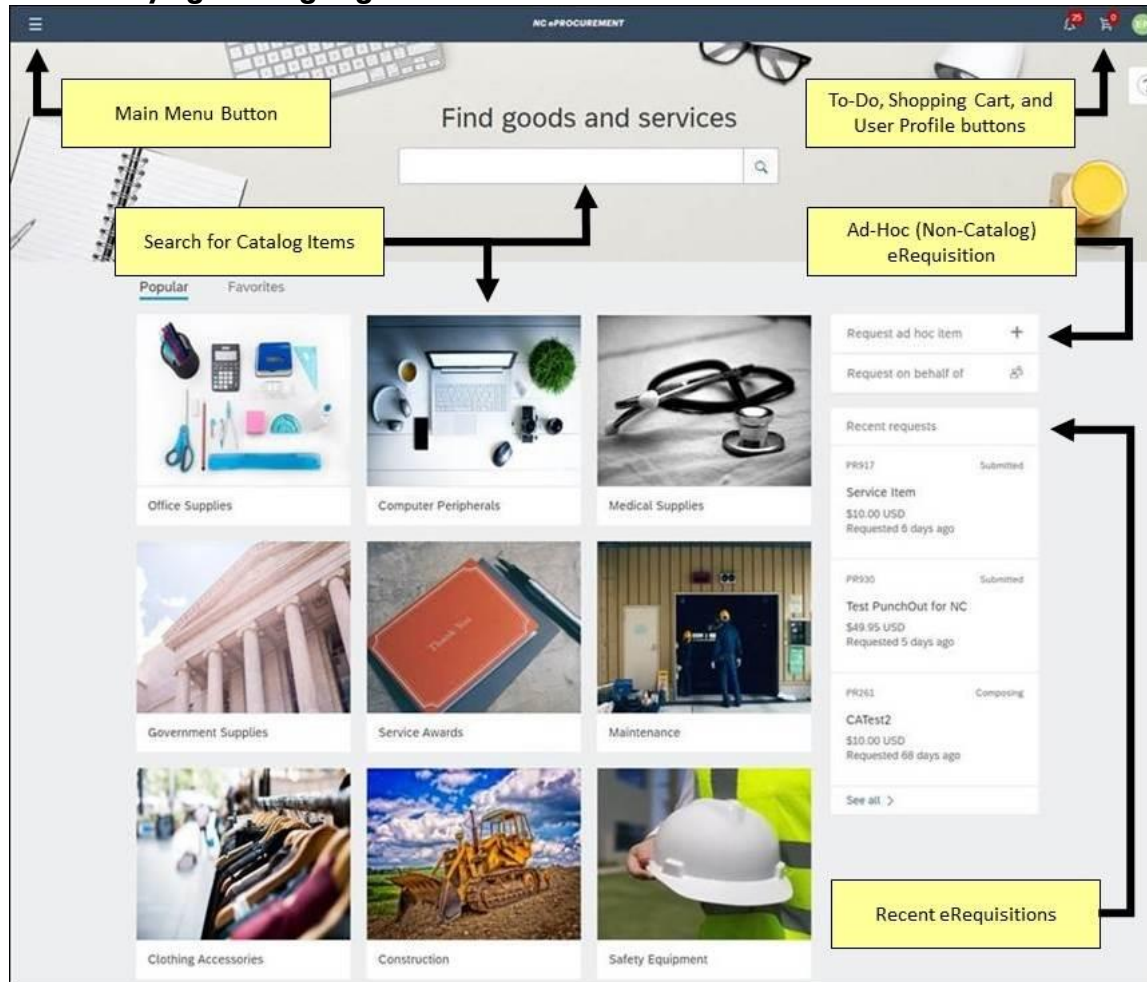 NC ePROCUREMENT
25
0
Main Menu Button
Find goods and services
To-Do, Shopping Cart, and
User Profile buttons
Search for Catalog Items
Ad-Hoc (Non-Catalog)
eRequisition
Popular
Favorites
Request ad hoc item
Request on behalf of
Recent requests
PR917 Submitted
Service Item
$10.00 USD
Requested 6 days ago
Office Supplies
Computer Peripherals
Medical Supplies
PR930 Submitted
Test PunchOut for NC
$49.95 USD
Requested 5 days ago
PR261 Composing
CATest2
$10.00 USD
Requested 68 days ago
See all >
Government Supplies
Service Awards
Thank You
Maintenance
Recent eRequisitions
Clothing Accessories
Construction
Safety Equipment